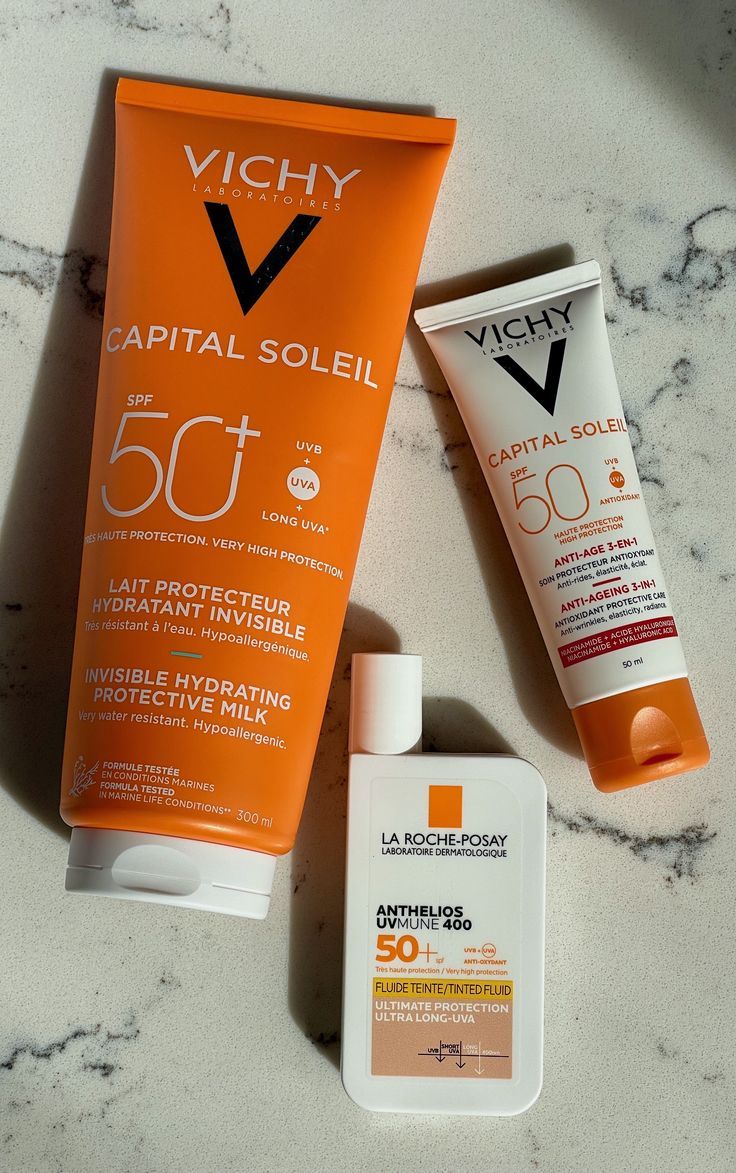 VICHY
LABORATOIRES
CAPITAL SOLEIL
SPF
50+
UVB
+
UVA
+
LONG UVA*
TRÈS HAUTE PROTECTION. VERY HIGH PROTECTION.
LAIT PROTECTEUR
HYDRATANT INVISIBLE
Très résistant à l'eau. Hypoallergénique.
INVISIBLE HYDRATING
PROTECTIVE MILK
Very water resistant. Hypoallergenic.
FORMULE TESTÉE
EN CONDITIONS MARINES
FORMULA TESTED
IN MARINE LIFE CONDITIONS**
300 ml
VICHY
LABORATOIRES
CAPITAL SOLEIL
SPF
50
UVB
+
UVA
+
ANTIOXIDANT
HAUTE PROTECTION
HIGH PROTECTION
ANTI-AGE 3-EN-1
SOIN PROTECTEUR ANTIOXYDANT
Anti-rides, élasticité, éclat.
ANTI-AGEING 3-IN-1
ANTIOXIDANT PROTECTIVE CARE
Anti-wrinkles, elasticity, radiance.
NIACINAMIDE + ACIDE HYALURONIQUE
NIACINAMIDE + HYALURONIC ACID
50 ml
LA ROCHE-POSAY
LABORATOIRE DERMATOLOGIQUE
ANTHELIOS
UVMUNE 400
50+ spf
UVB + UVA
ANTI-OXYDANT
Très haute protection / Very high protection
FLUIDE TEINTE/TINTED FLUID
ULTIMATE PROTECTION
ULTRA LONG-UVA
UVB
SHORT
UVA
LONG